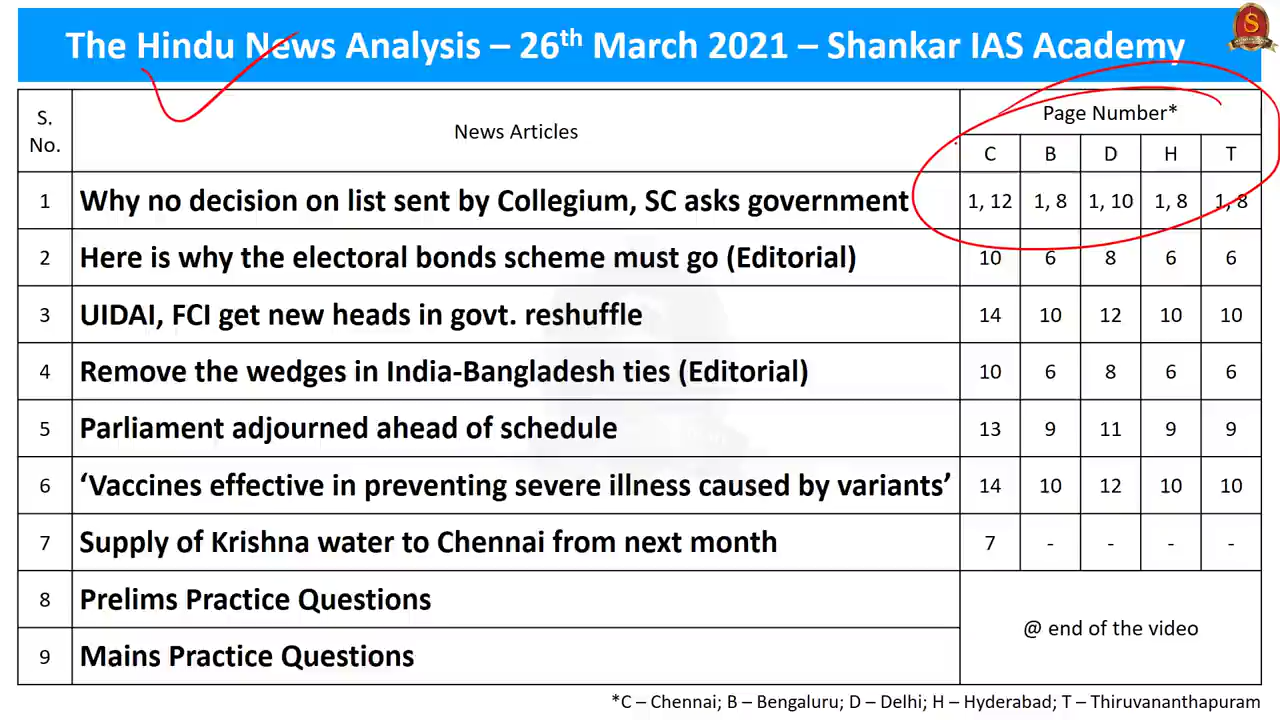 The Hindu News Analysis – 26th March 2021 – Shankar IAS Academy
S. No. News Articles Page Number*
C B D H T
1 Why no decision on list sent by Collegium, SC asks government 1, 12 1, 8 1, 10 1, 8 1, 8
2 Here is why the electoral bonds scheme must go (Editorial) 10 6 8 6 6
3 UIDAI, FCI get new heads in govt. reshuffle 14 10 12 10 10
4 Remove the wedges in India-Bangladesh ties (Editorial) 10 6 8 6 6
5 Parliament adjourned ahead of schedule 13 9 11 9 9
6 ‘Vaccines effective in preventing severe illness caused by variants’ 14 10 12 10 10
7 Supply of Krishna water to Chennai from next month 7 - - - -
8 Prelims Practice Questions
@ end of the video
9 Mains Practice Questions
*C – Chennai; B – Bengaluru; D – Delhi; H – Hyderabad; T – Thiruvananthapuram